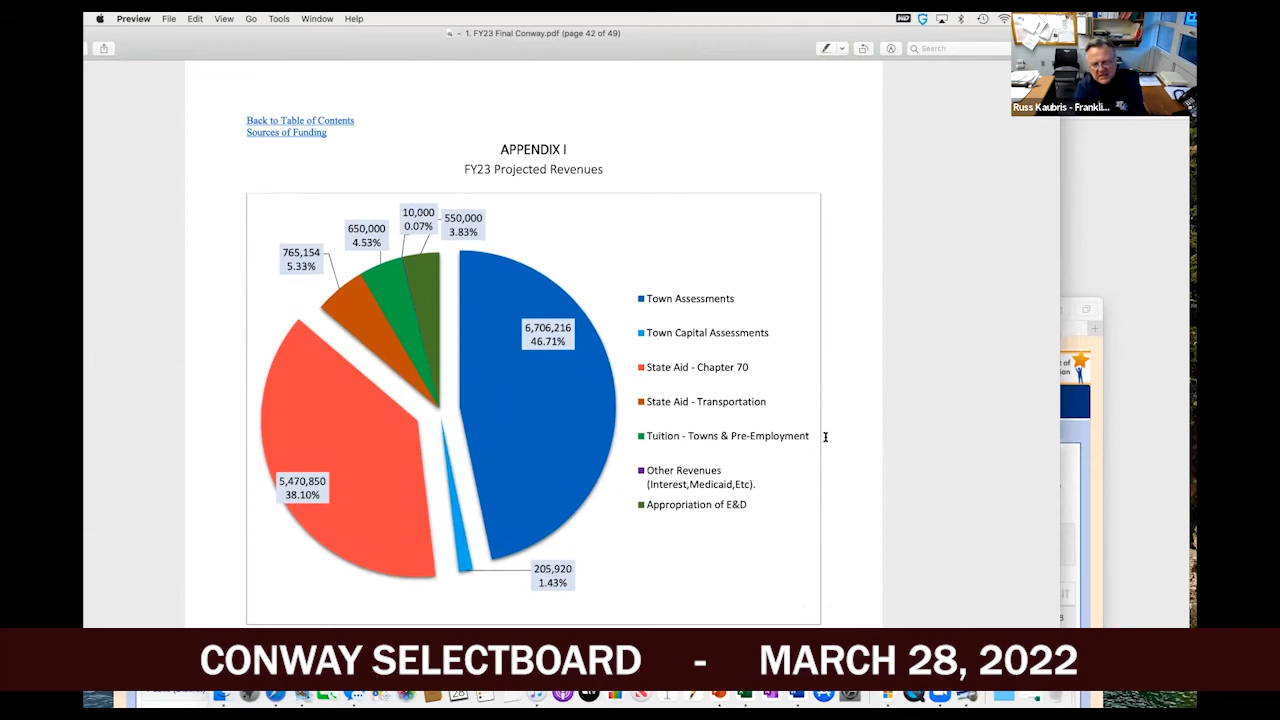 Preview File Edit View Go Tools Window Help
1. FY23 Final Conway.pdf (page 42 of 49)
Search
Russ Kaubris - Frankli...
Back to Table of Contents
Sources of Funding
APPENDIX I
FY23 Projected Revenues
10,000
0.07%
550,000
3.83%
650,000
4.53%
765,154
5.33%
6,706,216
46.71%
5,470,850
38.10%
205,920
1.43%
Town Assessments
Town Capital Assessments
State Aid - Chapter 70
State Aid - Transportation
Tuition - Towns & Pre-Employment
Other Revenues
(Interest,Medicaid,Etc).
Appropriation of E&D
CONWAY SELECTBOARD - MARCH 28, 2022